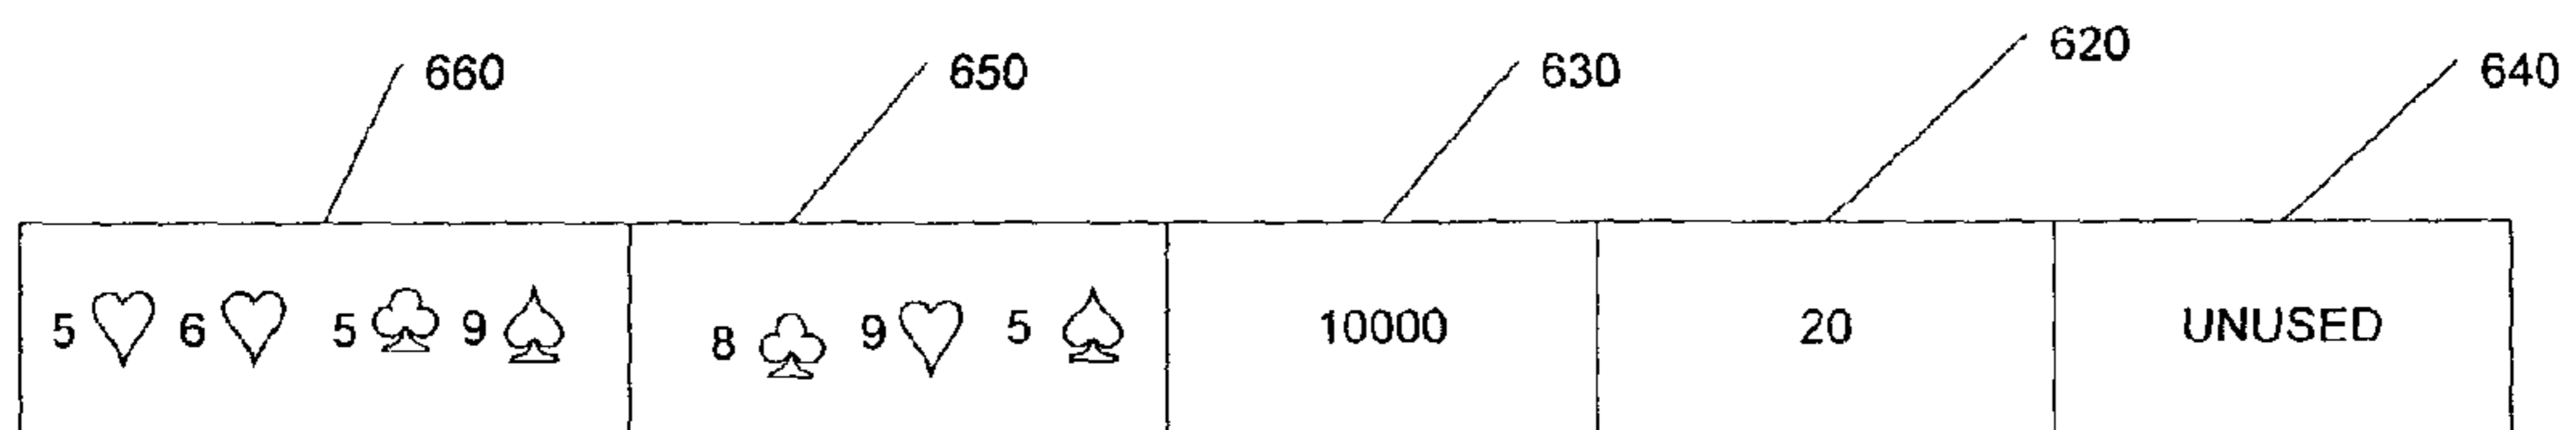 660 650 630 620 640
5 ♡ 6 ♡ 5 ♧ 9 ♤ 8 ♧ 9 ♡ 5 ♤ 10000 20 UNUSED